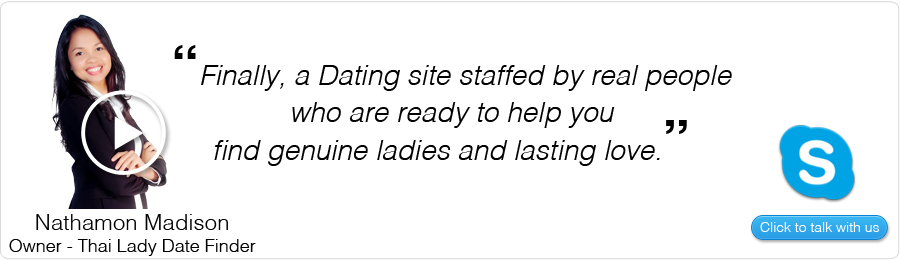 “Finally, a Dating site staffed by real people
who are ready to help you
find genuine ladies and lasting love.”
Nathamon Madison
Owner - Thai Lady Date Finder
S
Click to talk with us